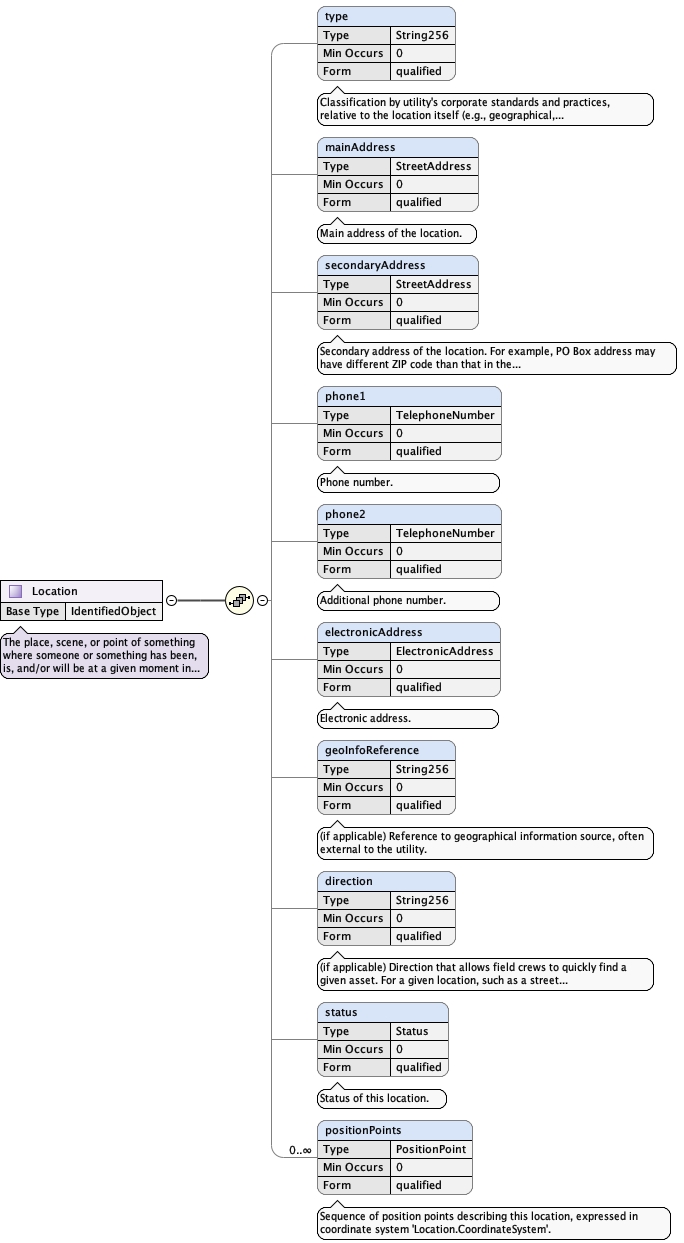 type
Type String256
Min Occurs 0
Form qualified
Classification by utility's corporate standards and practices,
relative to the location itself (e.g., geographical,...
mainAddress
Type StreetAddress
Min Occurs 0
Form qualified
Main address of the location.
secondaryAddress
Type StreetAddress
Min Occurs 0
Form qualified
Secondary address of the location. For example, PO Box address may
have different ZIP code than that in the...
phone1
Type TelephoneNumber
Min Occurs 0
Form qualified
Phone number.
phone2
Type TelephoneNumber
Min Occurs 0
Form qualified
Additional phone number.
Location
Base Type IdentifiedObject
The place, scene, or point of something
where someone or something has been,
is, and/or will be at a given moment in...
electronicAddress
Type ElectronicAddress
Min Occurs 0
Form qualified
Electronic address.
geoInfoReference
Type String256
Min Occurs 0
Form qualified
(if applicable) Reference to geographical information source, often
external to the utility.
direction
Type String256
Min Occurs 0
Form qualified
(if applicable) Direction that allows field crews to quickly find a
given asset. For a given location, such as a street...
status
Type Status
Min Occurs 0
Form qualified
Status of this location.
positionPoints
0..∞ Type PositionPoint
Min Occurs 0
Form qualified
Sequence of position points describing this location, expressed in
coordinate system 'Location.CoordinateSystem'.